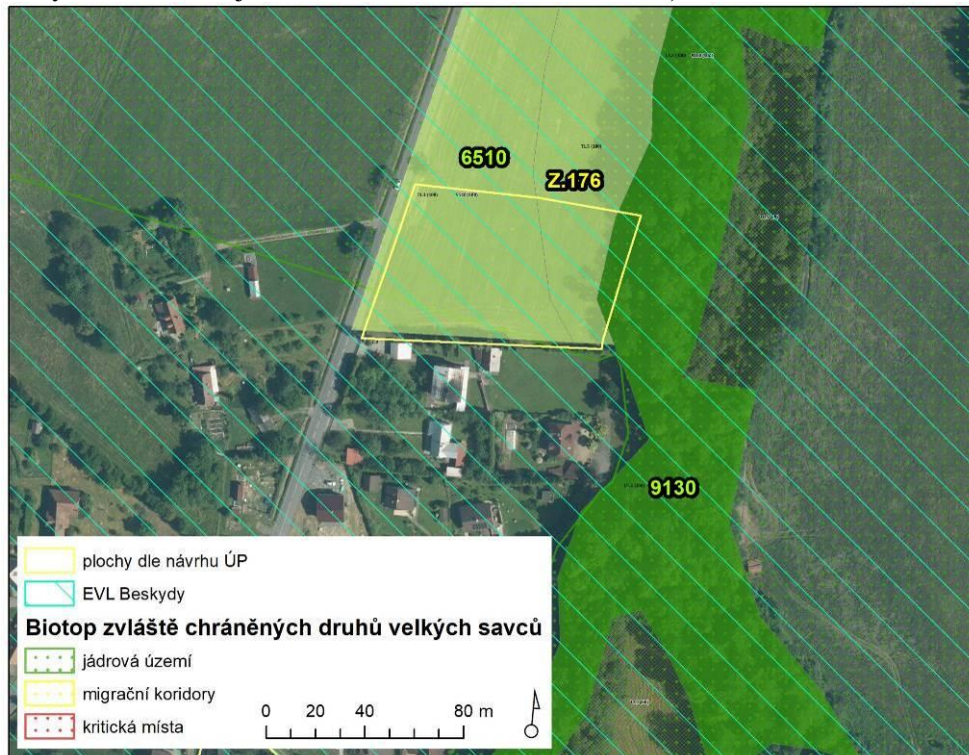 6510
Z.176
9130
plochy dle návrhu ÚP
EVL Beskydy
Biotop zvláště chráněných druhů velkých savců
jádrová území
migrační koridory
kritická místa
0 20 40 80 m